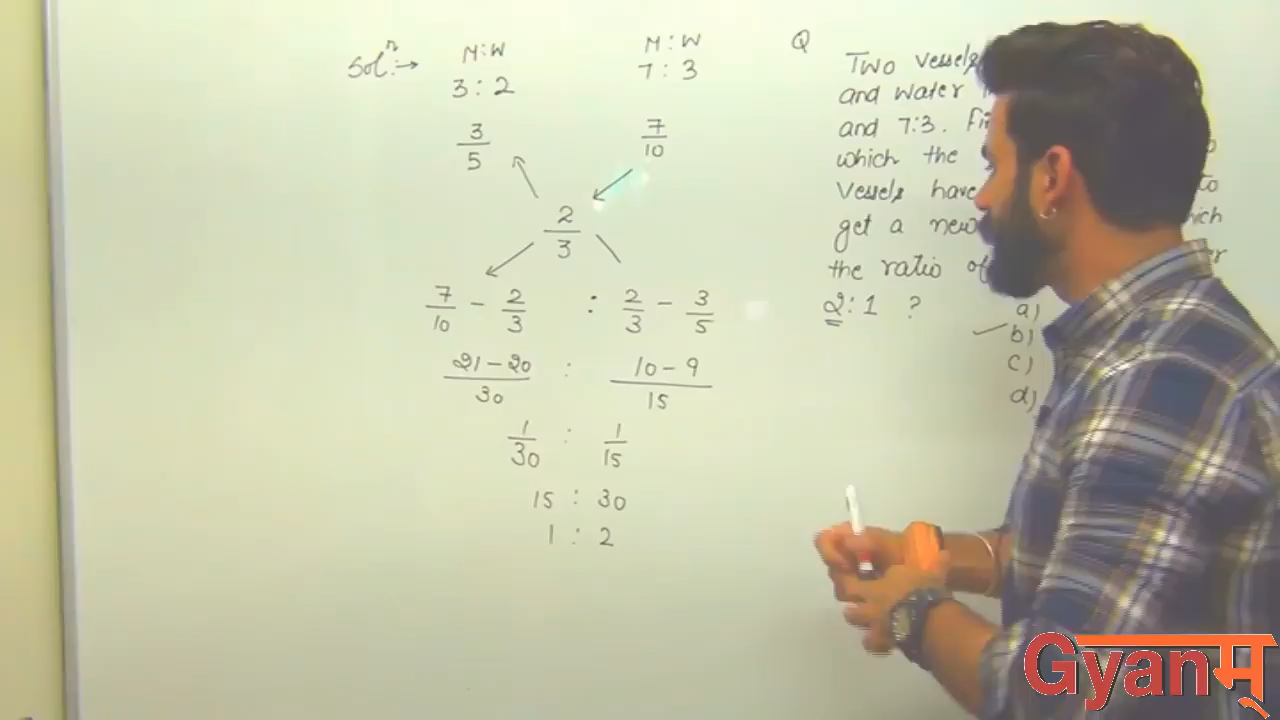 Solⁿ:→
M:W
3 : 2
M : W
7 : 3
3/5
7/10
2/3
7/10 - 2/3 : 2/3 - 3/5
21-20/30 : 10-9/15
1/30 : 1/15
15 : 30
1 : 2
Q
Two vessels
and water
and 7:3.
which the
vessels have to
get a new
the ratio of
2:1 ?
a)
b)
c)
d)
Gyanम्